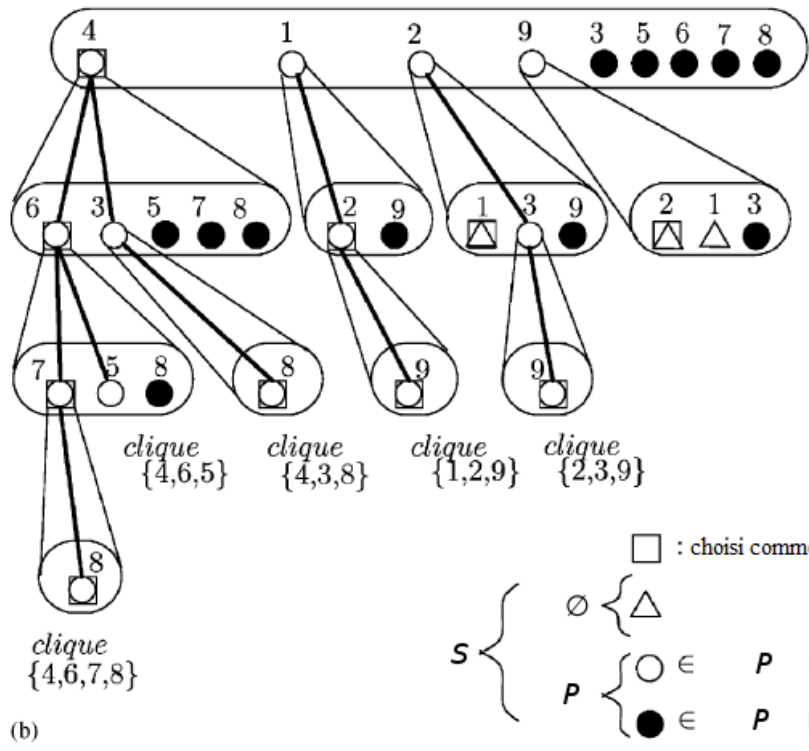 4 1 2 9 3 5 6 7 8
6 3 5 7 8 2 9 1 3 9 2 1 3
7 5 8 8 9 9
clique clique clique clique
{4,6,5} {4,3,8} {1,2,9} {2,3,9}
8
: choisi comm
clique
{4,6,7,8}
∅
S
P ∈ P
∈ P
(b)